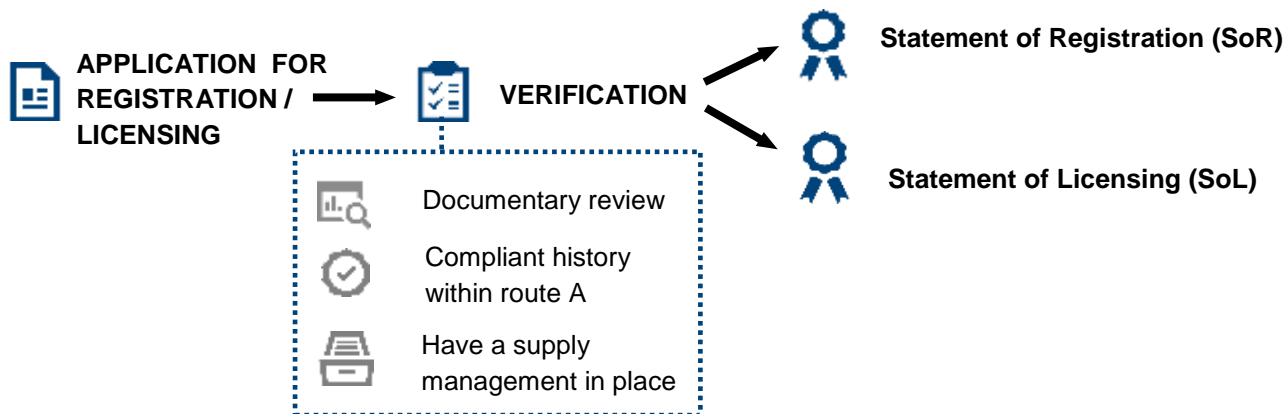 APPLICATION FOR
REGISTRATION /
LICENSING
VERIFICATION
Statement of Registration (SoR)
Statement of Licensing (SoL)
Documentary review
Compliant history
within route A
Have a supply
management in place